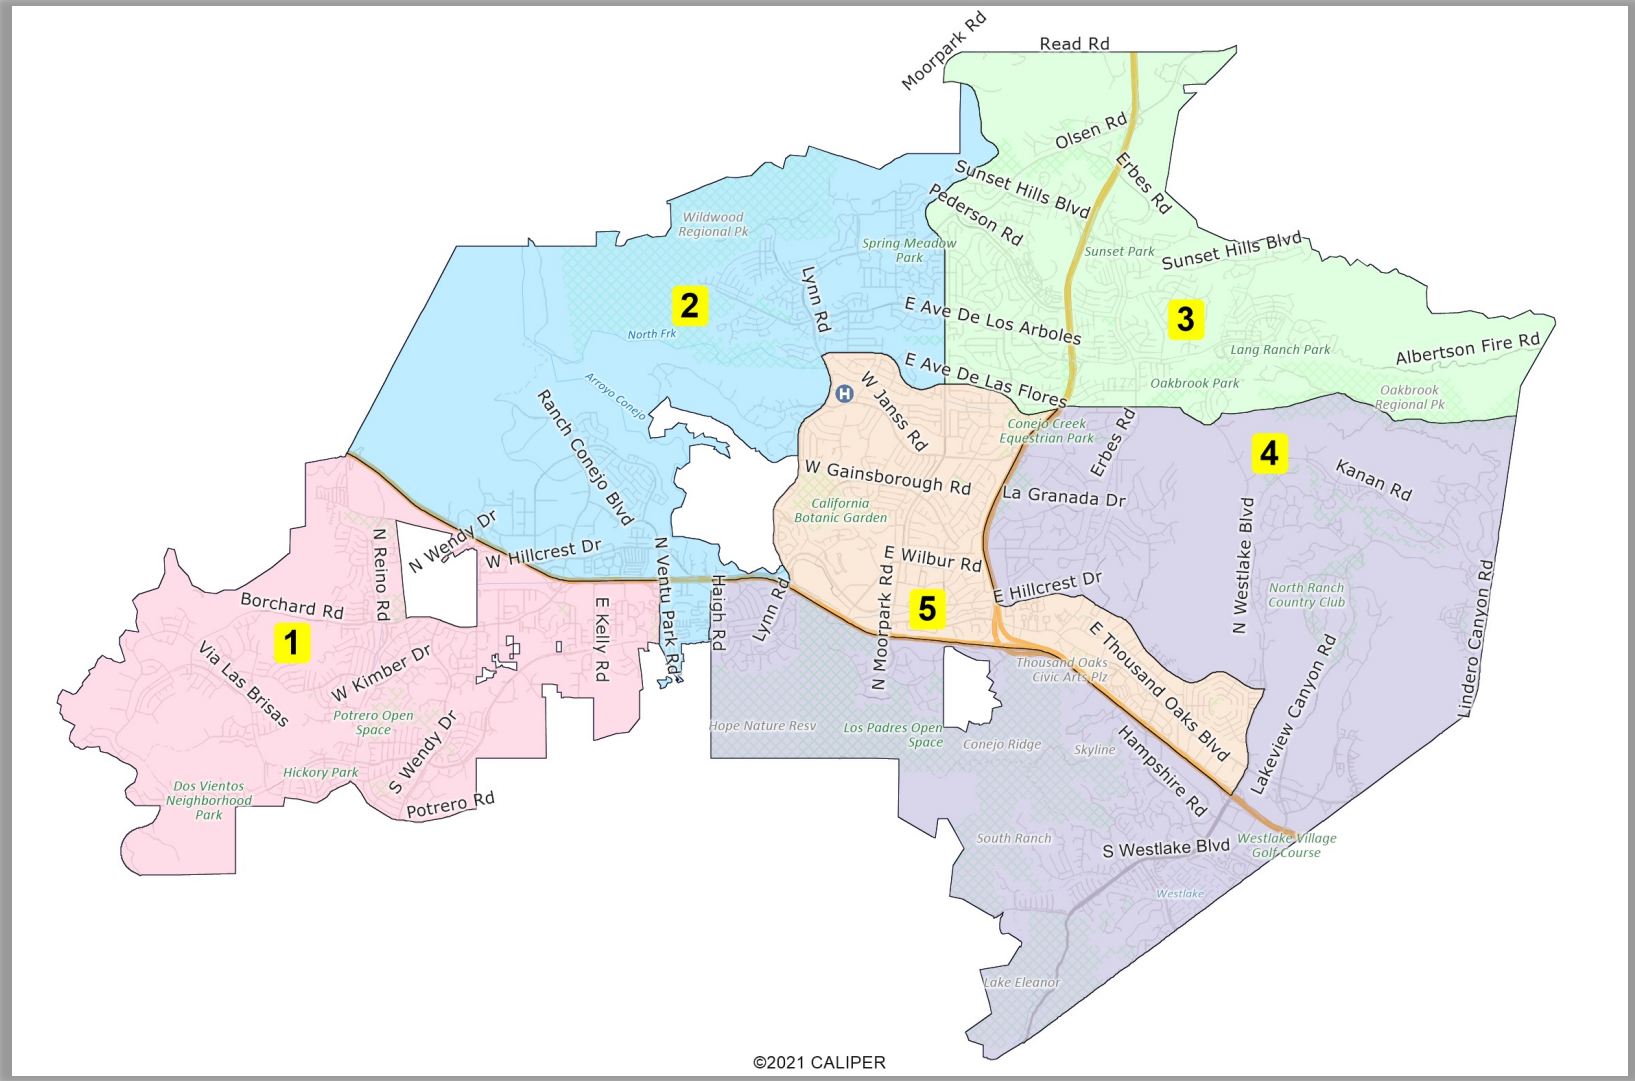 Moorpark Rd
Read Rd
Olsen Rd
Erbes Rd
Sunset Hills Blvd
Pederson Rd
Wildwood
Regional Pk
Spring Meadow
Park
Sunset Park
Sunset Hills Blvd
Lynn Rd
2
3
E Ave De Los Arboles
North Frk
Lang Ranch Park
Albertson Fire Rd
E Ave De Las Flores
Oakbrook Park
Oakbrook
Regional Pk
Arroyo Conejo
H
W Janss Rd
Ranch Conejo Blvd
Conejo Creek
Equestrian Park
Erbes Rd
4
Kanan Rd
W Gainsborough Rd
La Granada Dr
California
Botanic Garden
N Westlake Blvd
N Wendy Dr
W Hillcrest Dr
N Reino Rd
E Wilbur Rd
E Hillcrest Dr
North Ranch
Country Club
Borchard Rd
E Kelly Rd
N Ventu Park Rd
Haigh Rd
Lynn Rd
N Moorpark Rd
5
1
Lindero Canyon Rd
Via Las Brisas
W Kimber Dr
Thousand Oaks
Civic Arts Plz
E Thousand Oaks Blvd
Lakeview Canyon Rd
Potrero Open
Space
S Wendy Dr
Hope Nature Resv
Los Padres Open
Space
Conejo Ridge
Skyline
Hampshire Rd
Hickory Park
Dos Vientos
Neighborhood
Park
Potrero Rd
South Ranch
S Westlake Blvd
Westlake Village
Golf Course
Westlake
Lake Eleanor
©2021 CALIPER